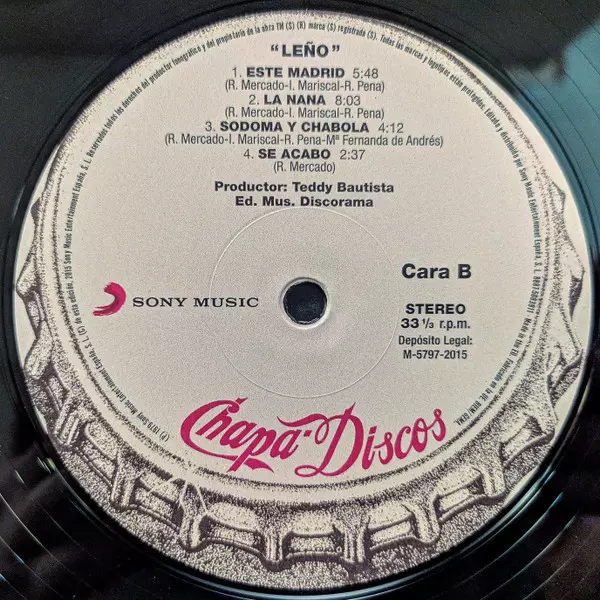 "LEÑO"
1. ESTE MADRID 5:48
(R. Mercado-I. Mariscal-R. Pena)
2. LA NANA 8:03
(R. Mercado-I. Mariscal-R. Pena)
3. SODOMA Y CHABOLA 4:12
(R. Mercado-I. Mariscal-R. Pena-Mª Fernanda de Andrés)
4. SE ACABO 2:37
(R. Mercado)
Productor: Teddy Bautista
Ed. Mus. Discorama
Cara B
SONY MUSIC
STEREO
33 1/3 r.p.m.
Depósito Legal:
M-5797-2015
Chapa-Discos